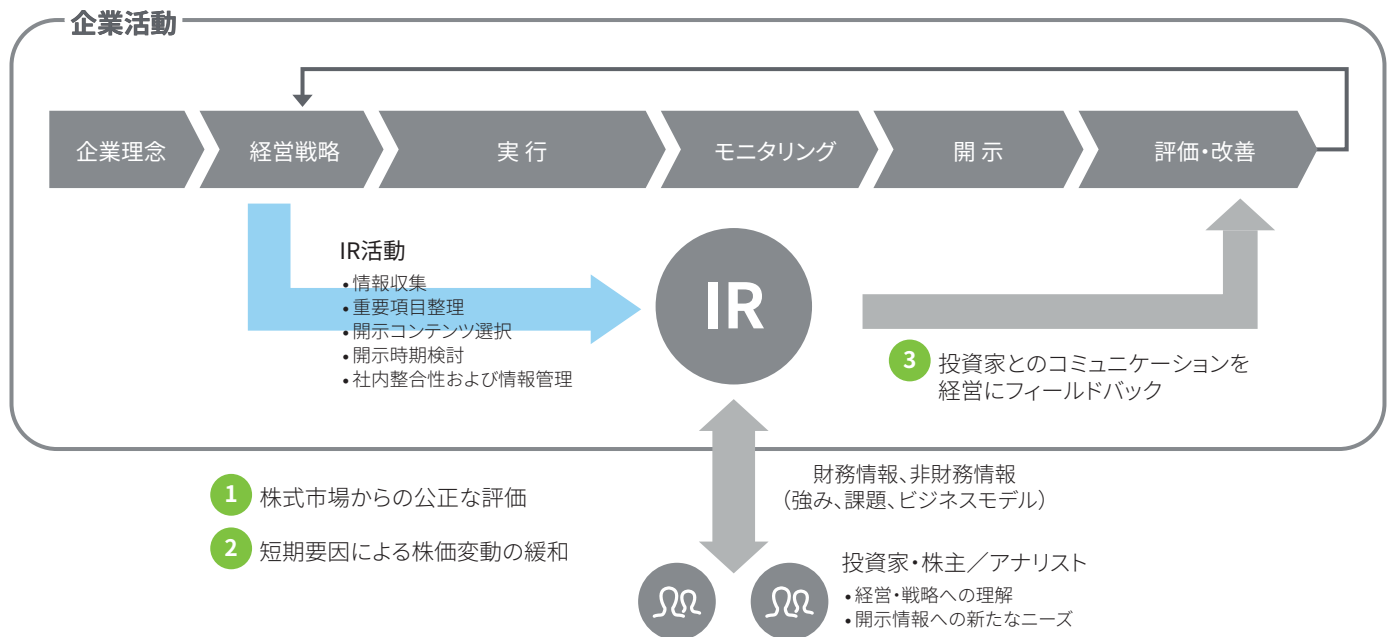 企業活動
企業理念
経営戦略
実 行
モニタリング
開 示
評価・改善
IR活動
•情報収集
•重要項目整理
•開示コンテンツ選択
•開示時期検討
•社内整合性および情報管理
IR
3 投資家とのコミュニケーションを
経営にフィールドバック
1 株式市場からの公正な評価
2 短期要因による株価変動の緩和
財務情報、非財務情報
（強み、課題、ビジネスモデル）
投資家・株主／アナリスト
•経営・戦略への理解
•開示情報への新たなニーズ